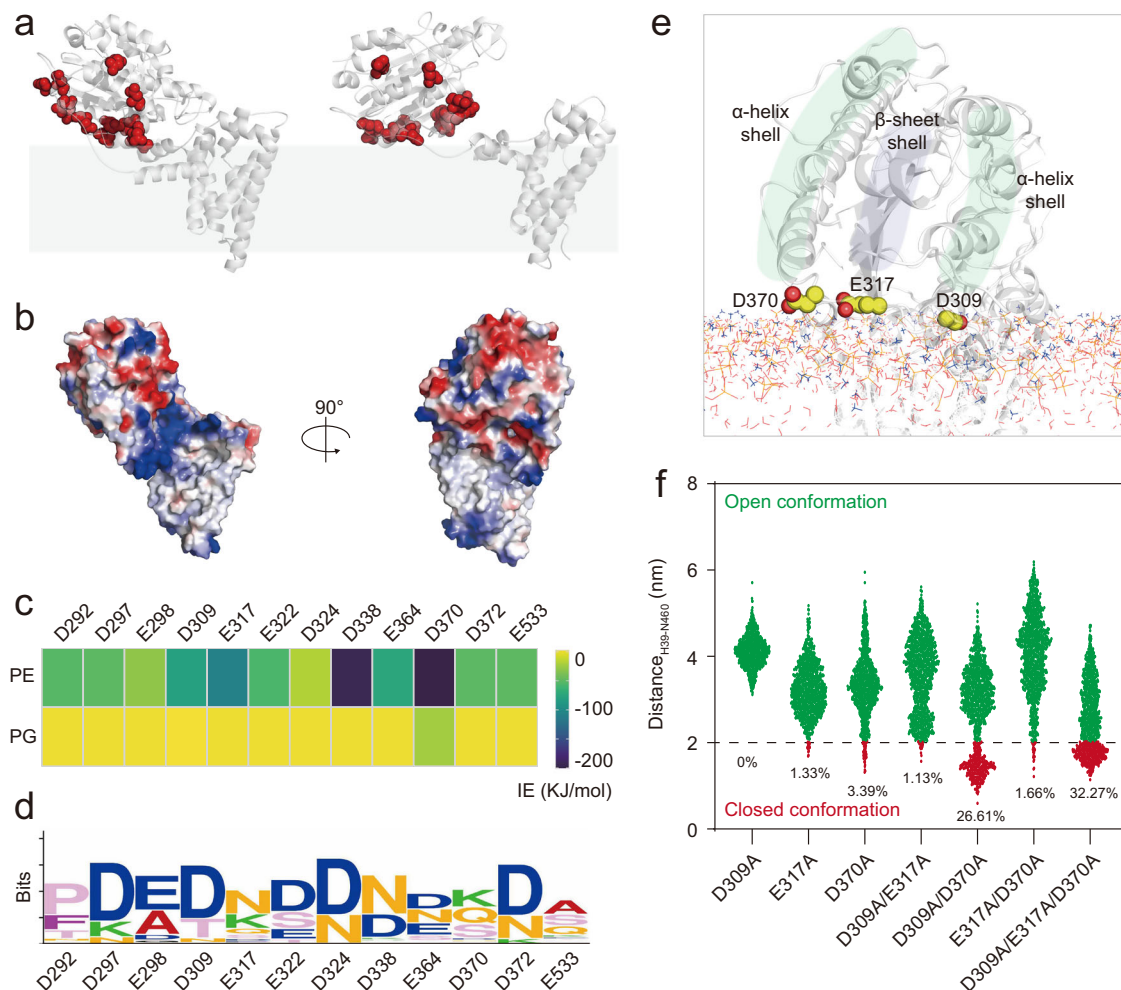 a
b
90°
c
D292 D297 E298 D309 E317 E322 D324 D338 E364 D370 D372 E533
PE
PG
0
-100
-200
IE (KJ/mol)
d
Bits
D292 D297 E298 D309 E317 E322 D324 D338 E364 D370 D372 E533
e
α-helix
shell
β-sheet
shell
α-helix
shell
D370
E317
D309
f
Distance H39-N460 (nm)
8
6
4
2
0
Open conformation
0%
1.33%
3.39%
1.13%
26.61%
1.66%
32.27%
Closed conformation
D309A
E317A
D370A
D309A/E317A
D309A/D370A
E317A/D370A
D309A/E317A/D370A